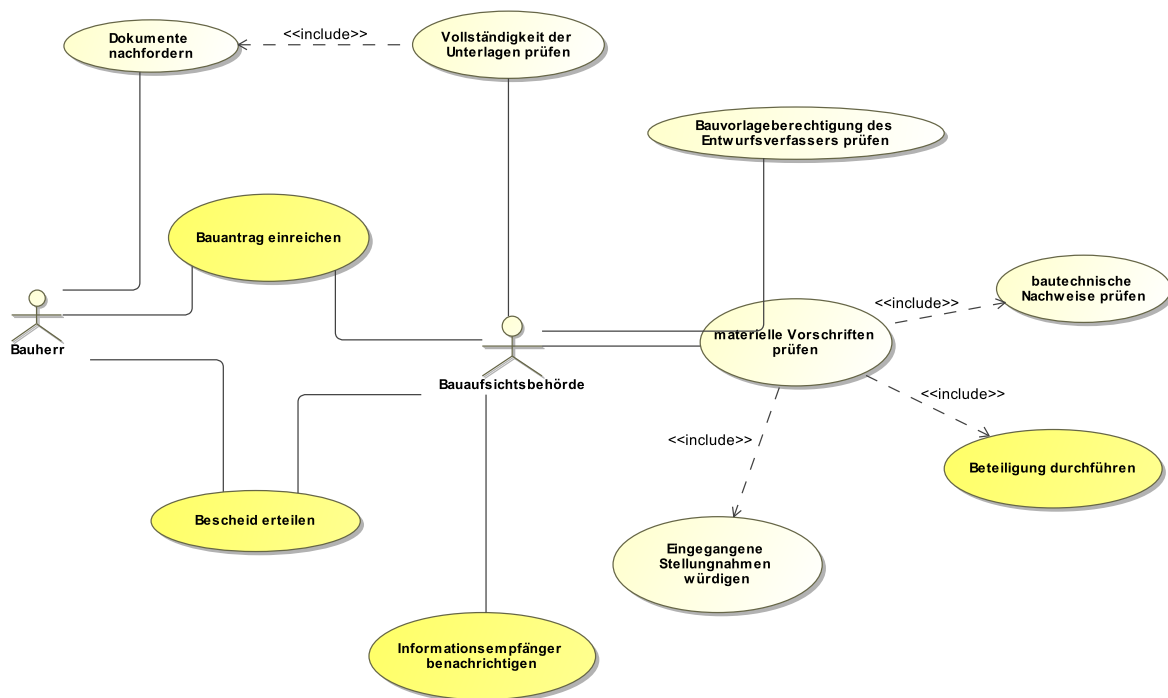 Dokumente
nachfordern
<<include>>
Vollständigkeit der
Unterlagen prüfen
Bauvorlageberechtigung des
Entwurfsverfassers prüfen
Bauantrag einreichen
bautechnische
Nachweise prüfen
<<include>>
Bauherr
materielle Vorschriften
prüfen
Bauaufsichtsbehörde
<<include>>
<<include>>
Beteiligung durchführen
Bescheid erteilen
Eingegangene
Stellungnahmen
würdigen
Informationsempfänger
benachrichtigen